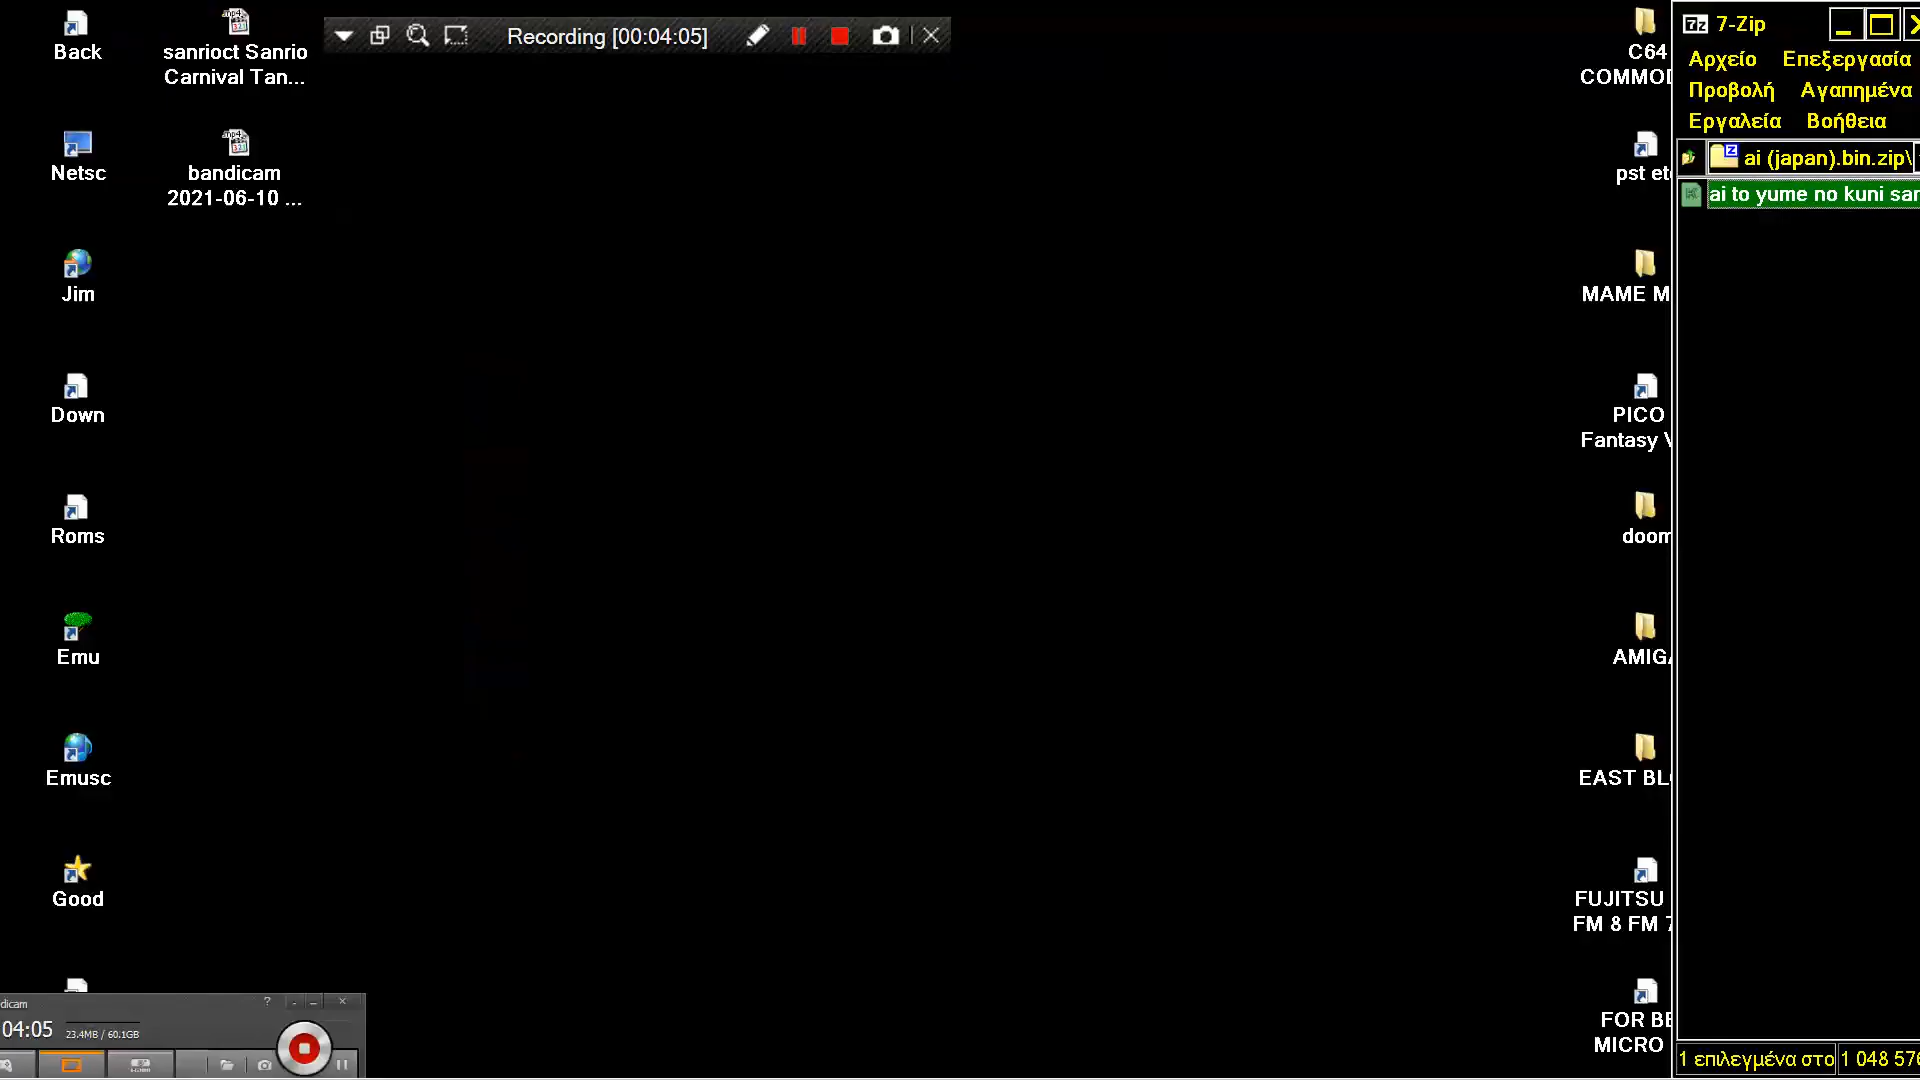 Back
sanrioct Sanrio
Carnival Tan...
Recording [00:04:05]
C64
COMMOD
7-Zip
Αρχείο Επεξεργασία
Προβολή Αγαπημένα
Εργαλεία Βοήθεια
ai (japan).bin.zip\
ai to yume no kuni san
Netsc
bandicam
2021-06-10 ...
pst et
Jim
MAME M
Down
PICO
Fantasy V
Roms
doom
Emu
AMIGA
Emusc
EAST BL
Good
FUJITSU
FM 8 FM 7
FOR BE
MICRO
dicam
04:05
23.4MB / 60.1GB
1 επιλεγμένα στο
1 048 576